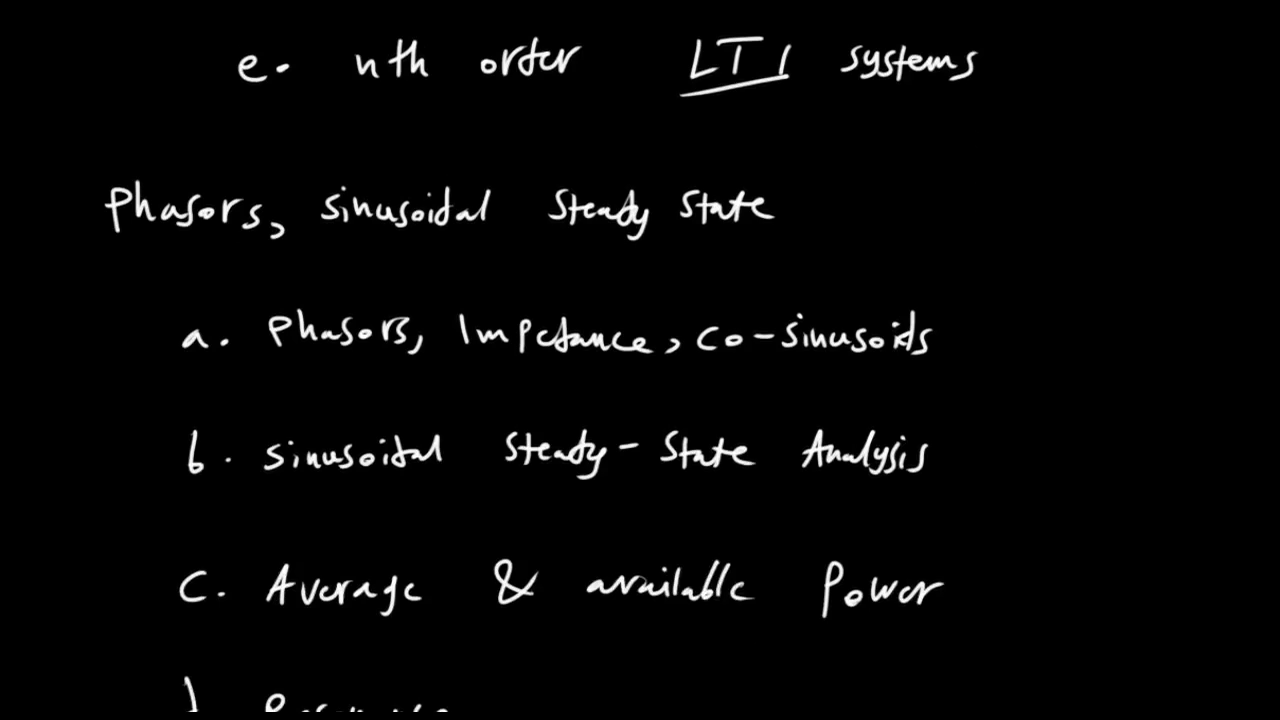 e. nth order LTI systems
Phasors, sinusoidal steady state
a. Phasors, Impedance, co-sinusoids
b. sinusoidal steady-state Analysis
c. Average & available Power